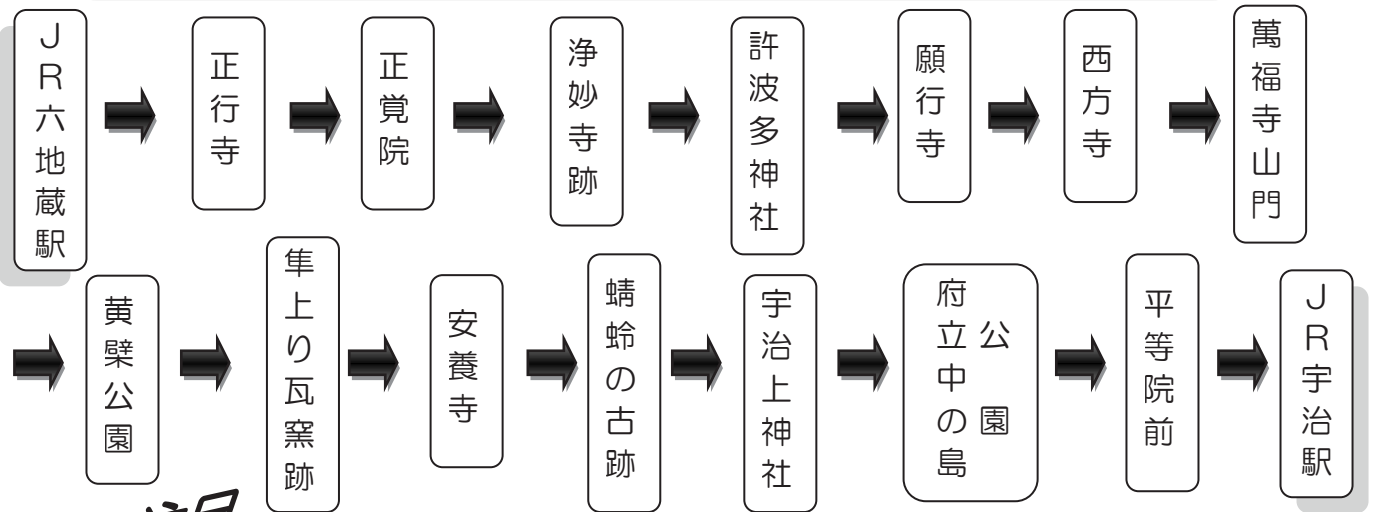 JR六地蔵駅
正行寺
正覚院
浄妙寺跡
許波多神社
願行寺
西方寺
萬福寺山門
黄檗公園
隼上り瓦窯跡
安養寺
蜻蛉の古跡
宇治上神社
府立中の島
公園
平等院前
JR宇治駅